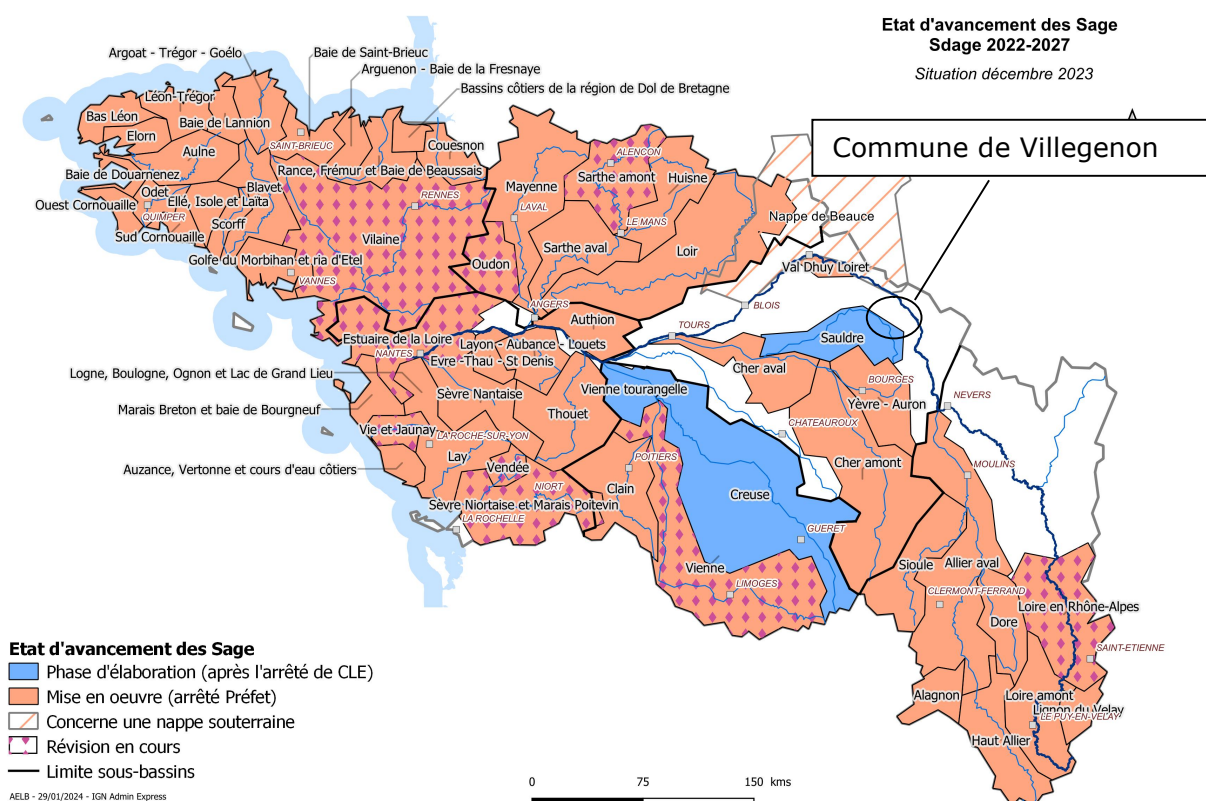 Etat d'avancement des Sage
Sdage 2022-2027
Situation décembre 2023
Commune de Villegenon
Argoat - Trégor - Goélo
Baie de Saint-Brieuc
Arguenon - Baie de la Fresnaye
Bassins côtiers de la région de Dol de Bretagne
Léon-Trégor
Bas Léon
Elorn
Baie de Lannion
Aulne
SAINT-BRIEUC
Couesnon
Rance, Frémur et Baie de Beaussais
Baie de Douarnenez
Odet
Ellé, Isole et Laïta
Blavet
Ouest Cornouaille
QUIMPER
Scorff
Sud Cornouaille
RENNES
Vilaine
Golfe du Morbihan et ria d'Etel
VANNES
Mayenne
LAVAL
ALENCON
Sarthe amont
Huisne
LE MANS
Sarthe aval
Loir
Oudon
Nappe de Beauce
Val Dhuy Loiret
BLOIS
ANGERS
Authion
TOURS
Estuaire de la Loire
NANTES
Layon - Aubance - Louets
Evre -Thau - St Denis
Sauldre
Cher aval
BOURGES
Yèvre - Auron
NEVERS
Logne, Boulogne, Ognon et Lac de Grand Lieu
Sèvre Nantaise
Vienne tourangelle
Marais Breton et baie de Bourgneuf
Thouet
CHATEAUROUX
Vie et Jaunay
LA ROCHE-SUR-YON
Lay
Auzance, Vertonne et cours d'eau côtiers
Vendée
POITIERS
Cher amont
MOULINS
NIORT
Clain
Creuse
Sèvre Niortaise et Marais Poitevin
LA ROCHELLE
GUERET
Vienne
LIMOGES
Sioule
Allier aval
CLERMONT-FERRAND
Loire en Rhône-Alpes
Dore
SAINT-ETIENNE
Alagnon
Loire amont
Lignon du Velay
LE PUY-EN-VELAY
Haut Allier
Etat d'avancement des Sage
Phase d'élaboration (après l'arrêté de CLE)
Mise en oeuvre (arrêté Préfet)
Concerne une nappe souterraine
Révision en cours
Limite sous-bassins
0 75 150 kms
AELB - 29/01/2024 - IGN Admin Express